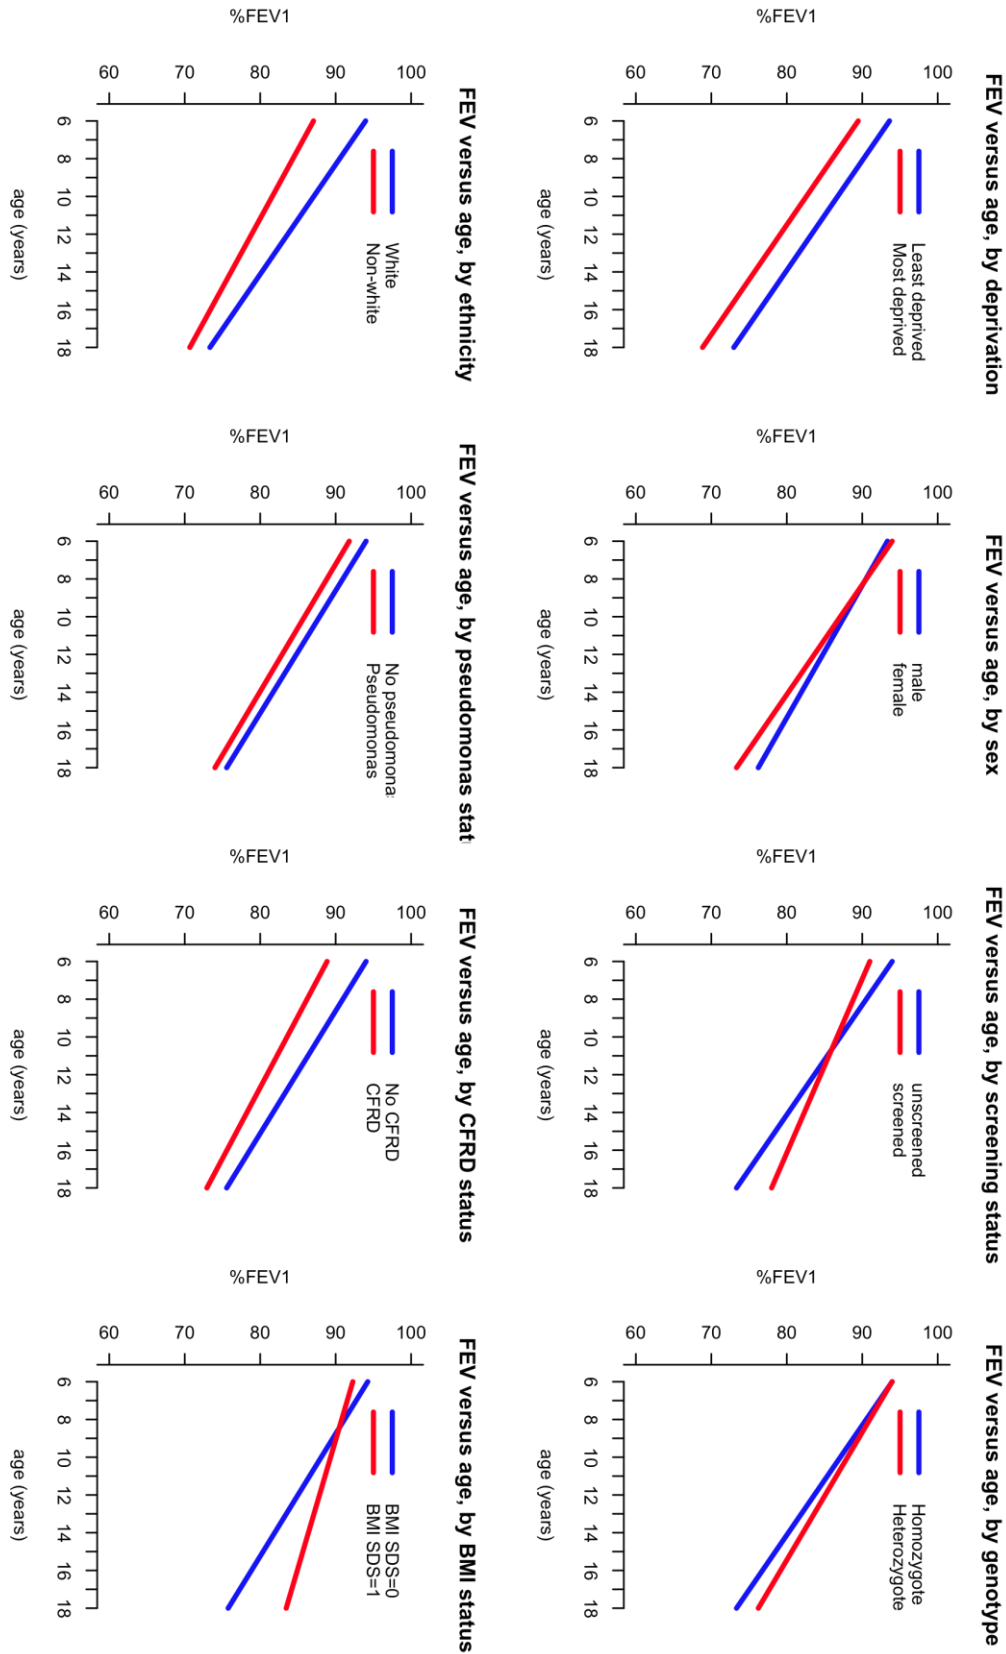 FEV versus age, by deprivation
Least deprived
Most deprived
%FEV1
60 70 80 90 100
6 8 10 12 14 16 18
age (years)
FEV versus age, by sex
male
female
%FEV1
60 70 80 90 100
6 8 10 12 14 16 18
age (years)
FEV versus age, by screening status
unscreened
screened
%FEV1
60 70 80 90 100
6 8 10 12 14 16 18
age (years)
FEV versus age, by genotype
Homozygote
Heterozygote
%FEV1
60 70 80 90 100
6 8 10 12 14 16 18
age (years)
FEV versus age, by ethnicity
White
Non-white
%FEV1
60 70 80 90 100
6 8 10 12 14 16 18
age (years)
FEV versus age, by pseudomonas stat
No pseudomona
Pseudomonas
%FEV1
60 70 80 90 100
6 8 10 12 14 16 18
age (years)
FEV versus age, by CFRD status
No CFRD
CFRD
%FEV1
60 70 80 90 100
6 8 10 12 14 16 18
age (years)
FEV versus age, by BMI status
BMI SDS=0
BMI SDS=1
%FEV1
60 70 80 90 100
6 8 10 12 14 16 18
age (years)